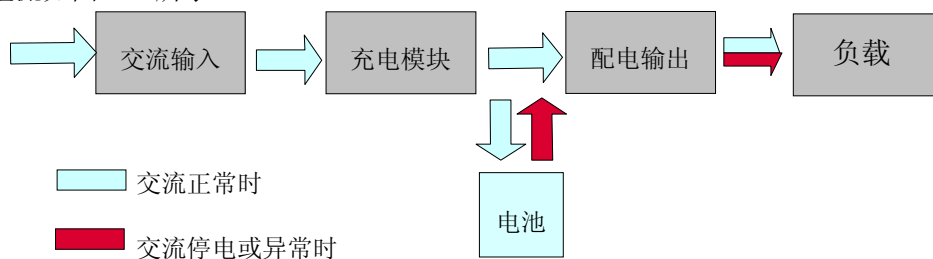 交流输入
充电模块
配电输出
负载
交流正常时
电池
交流停电或异常时